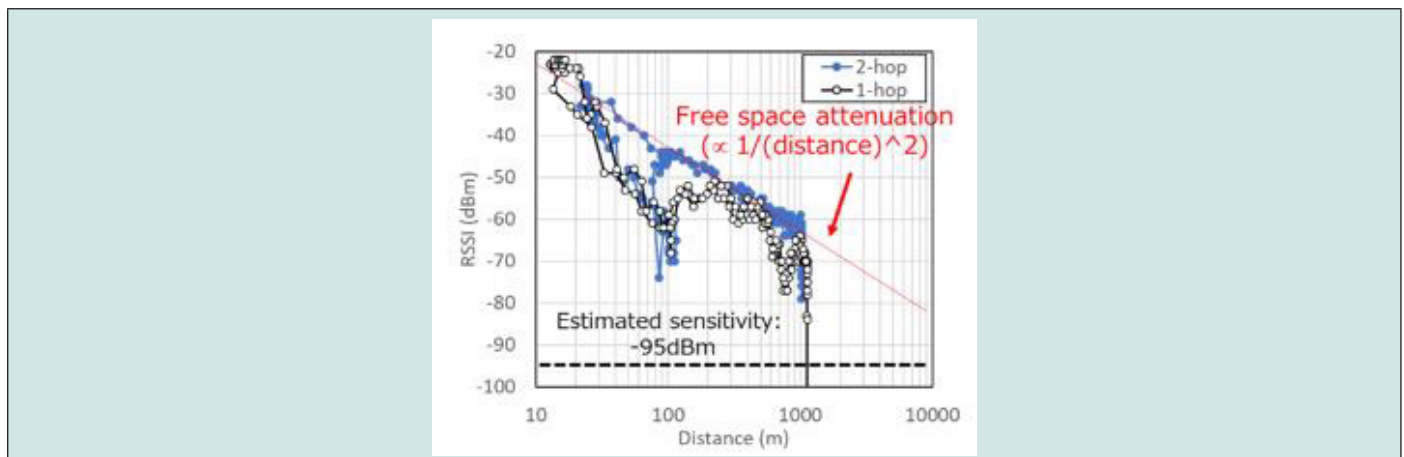 -20
-30
-40
-50
-60
-70
-80
-90
-100
RSSI (dBm)
2-hop
1-hop
Free space attenuation
(∝ 1/(distance)^2)
Estimated sensitivity:
-95dBm
10 100 1000 10000
Distance (m)